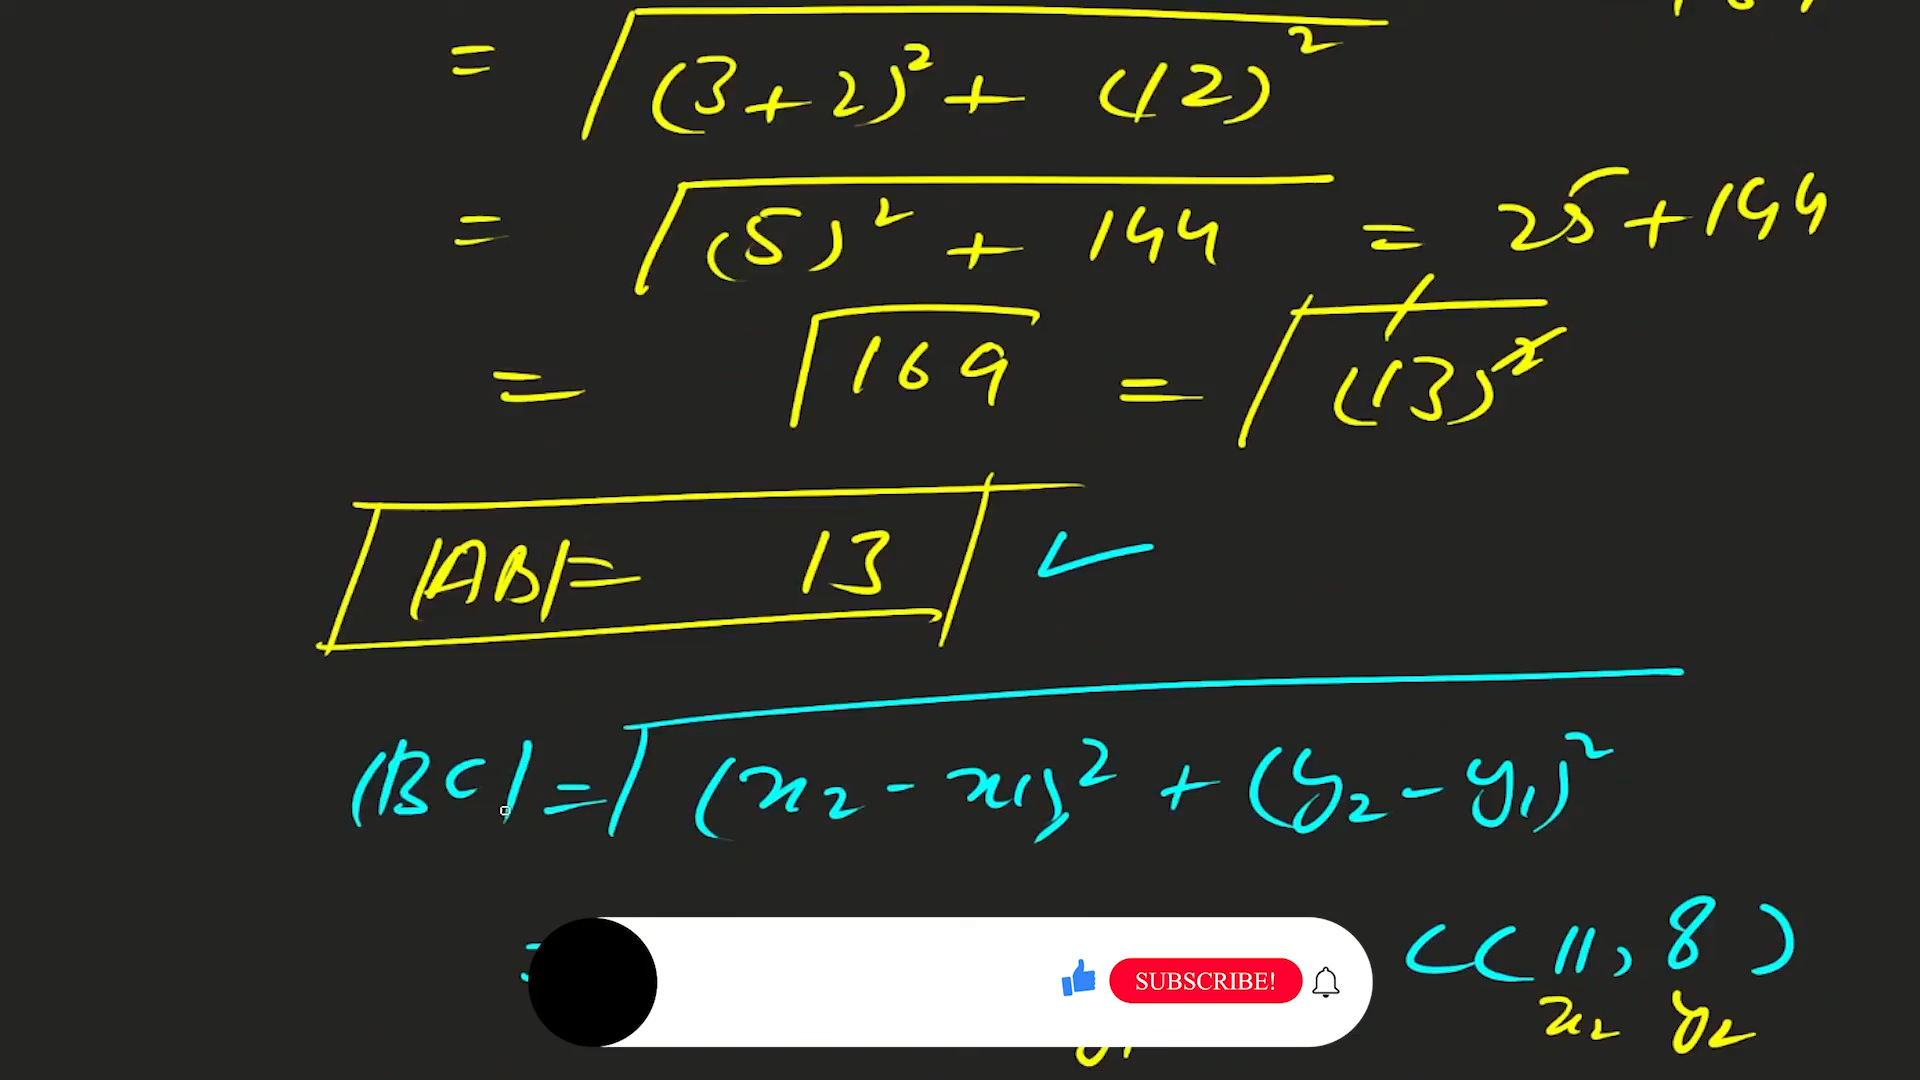 = √(3+2)² + (12)²
= √(5)² + 144 = 25+144
= √169 = √(13)²
|AB|= 13 ✓
|BC| = √(x₂ - x₁)² + (y₂ - y₁)²
C(11, 8)
x₂ y₂
SUBSCRIBE!